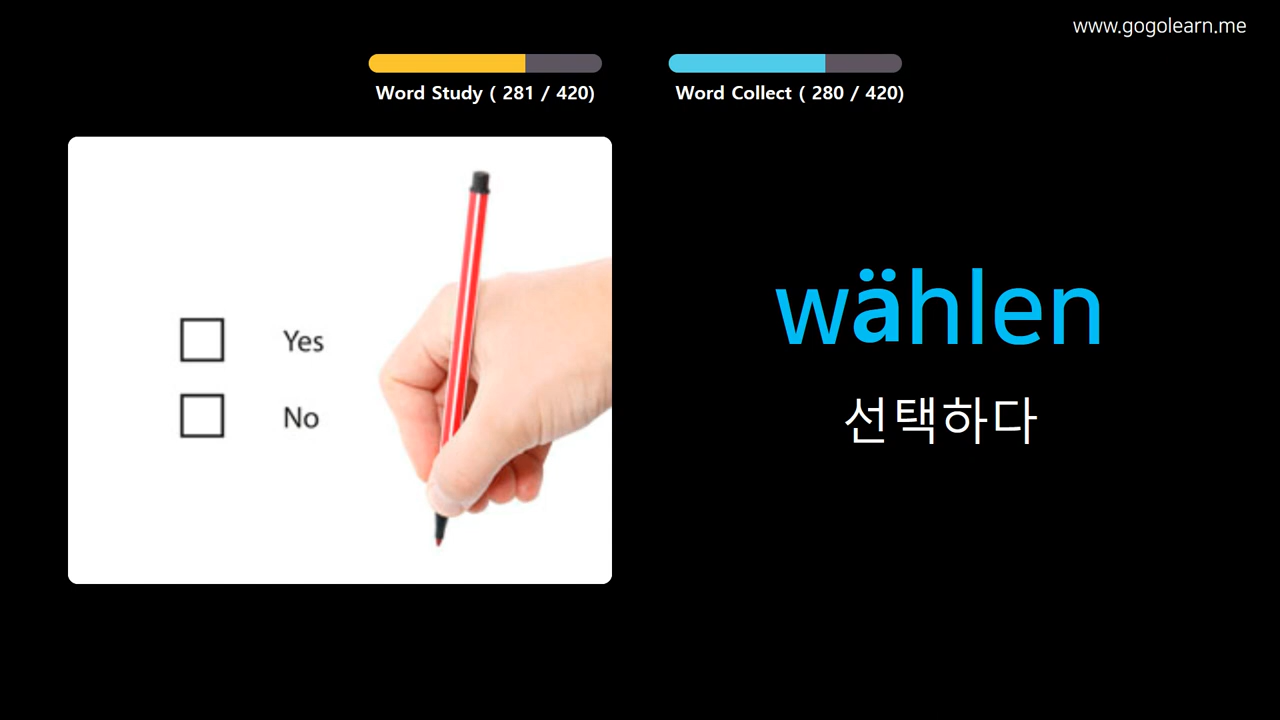 www.gogolearn.me
Word Study ( 281 / 420)
Word Collect ( 280 / 420)
Yes
No
wählen
선택하다